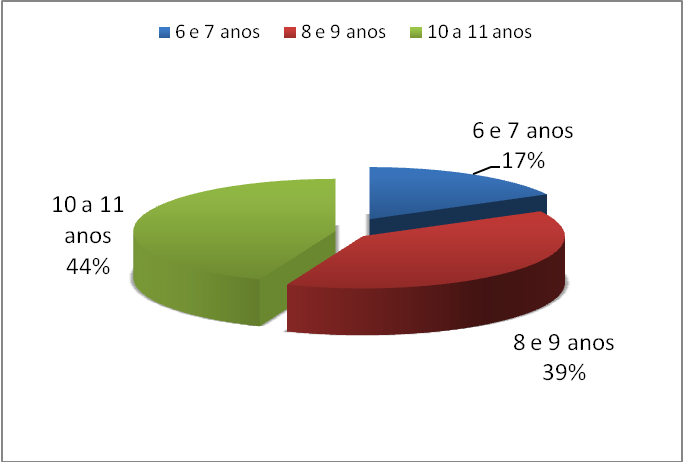 6 e 7 anos 8 e 9 anos 10 a 11 anos
6 e 7 anos
17%
10 a 11
anos
44%
8 e 9 anos
39%